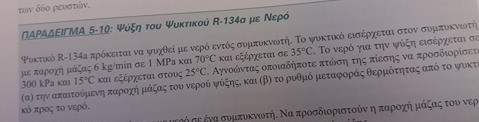 των δύο ρευστών.
ΠΑΡΑΔΕΙΓΜΑ 5-10: Ψύξη του Ψυκτικού R-134a με Νερό
Ψυκτικό R-134a πρόκειται να ψυχθεί με νερό εντός συμπυκνωτή. Το ψυκτικό εισέρχεται στον συμπυκνωτή
με παροχή μάζας 6 kg/min σε 1 MPa και 70°C και εξέρχεται σε 35°C. Το νερό για την ψύξη εισέρχεται σε
300 kPa και 15°C και εξέρχεται στους 25°C. Αγνοώντας οποιαδήποτε πτώση της πίεσης να προσδιορίσετε
(α) την απαιτούμενη παροχή μάζας του νερού ψύξης, και (β) το ρυθμό μεταφοράς θερμότητας από το ψυκτι
κό προς το νερό.
νερό σε ένα συμπυκνωτή. Να προσδιοριστούν η παροχή μάζας του νερ